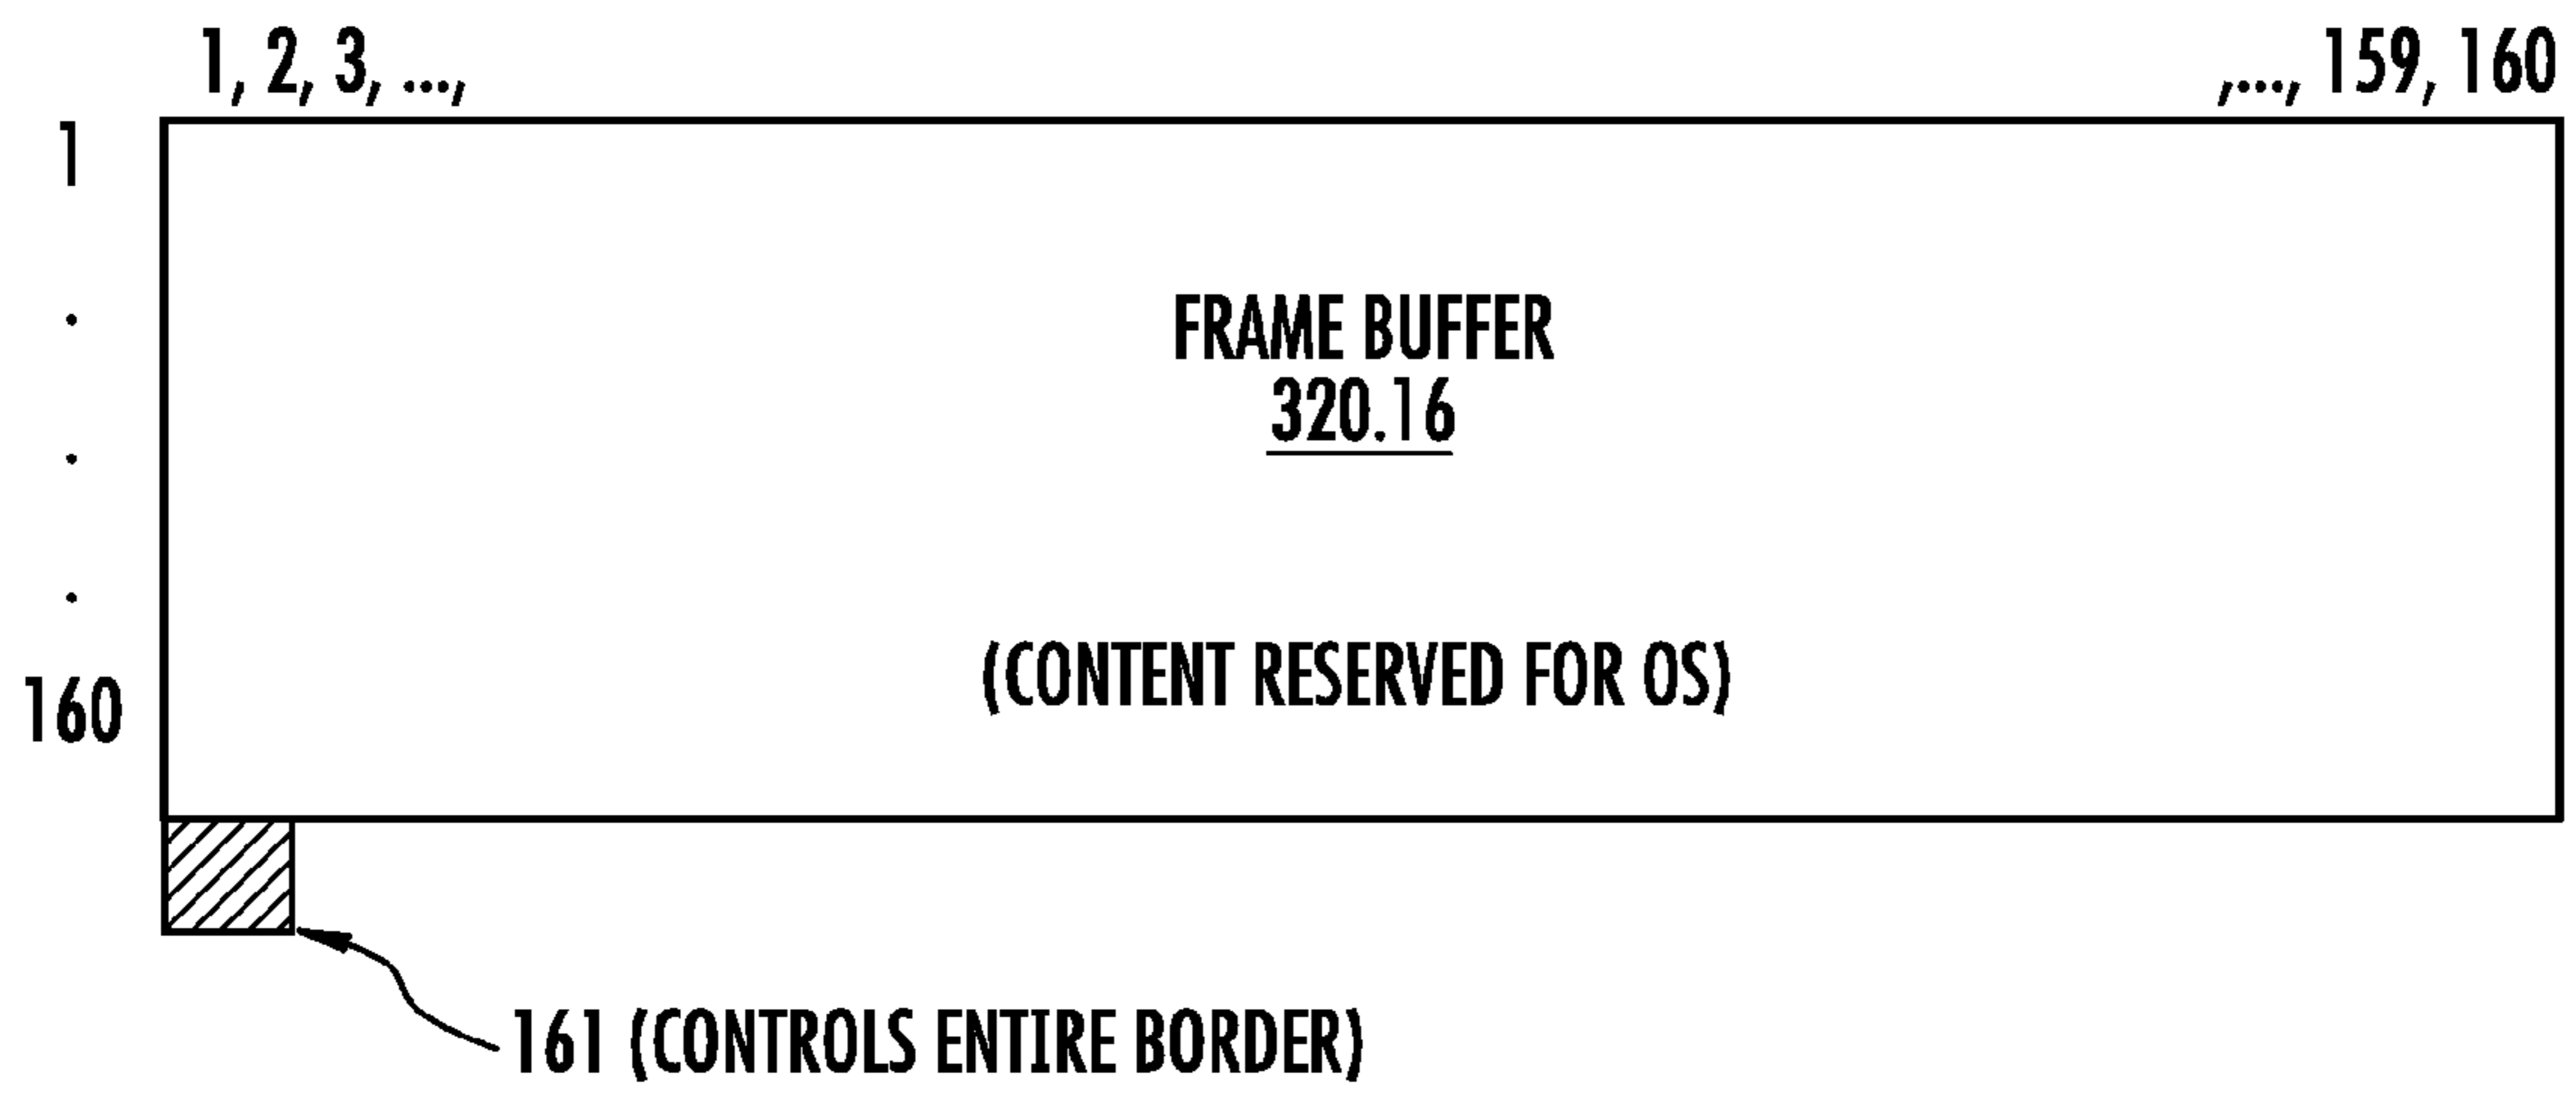 1, 2, 3, ..., ,..., 159, 160
1
.
.
.
160
FRAME BUFFER
320.16
(CONTENT RESERVED FOR OS)
161 (CONTROLS ENTIRE BORDER)